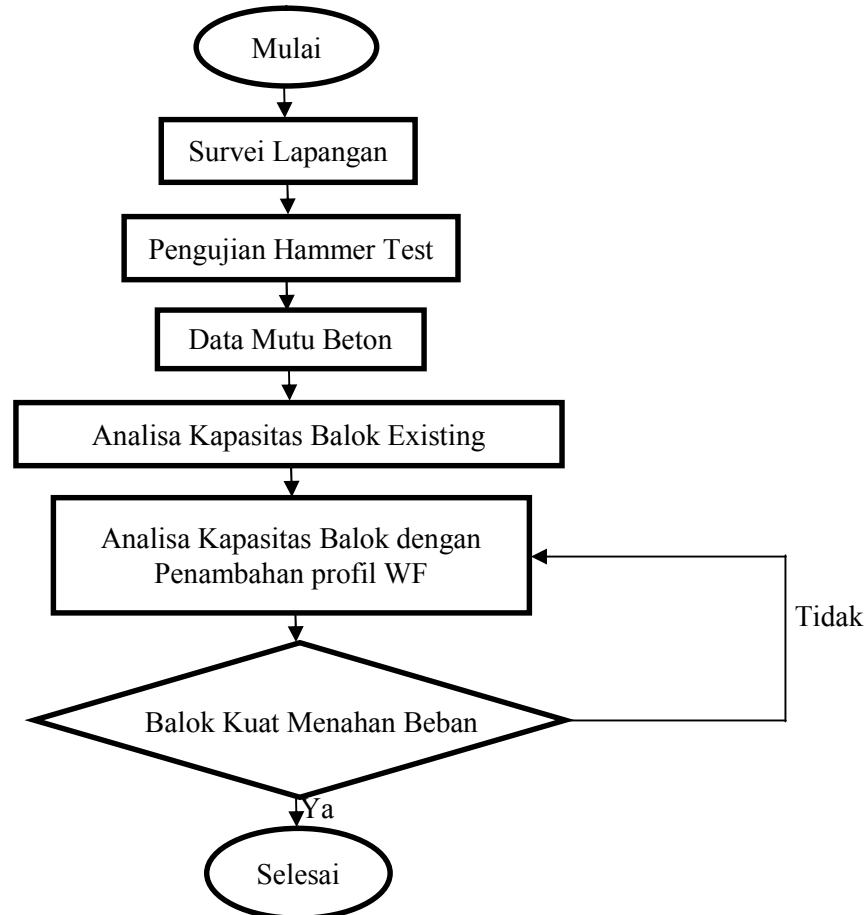 Mulai
Survei Lapangan
Pengujian Hammer Test
Data Mutu Beton
Analisa Kapasitas Balok Existing
Analisa Kapasitas Balok dengan
Penambahan profil WF
Tidak
Balok Kuat Menahan Beban
Ya
Selesai